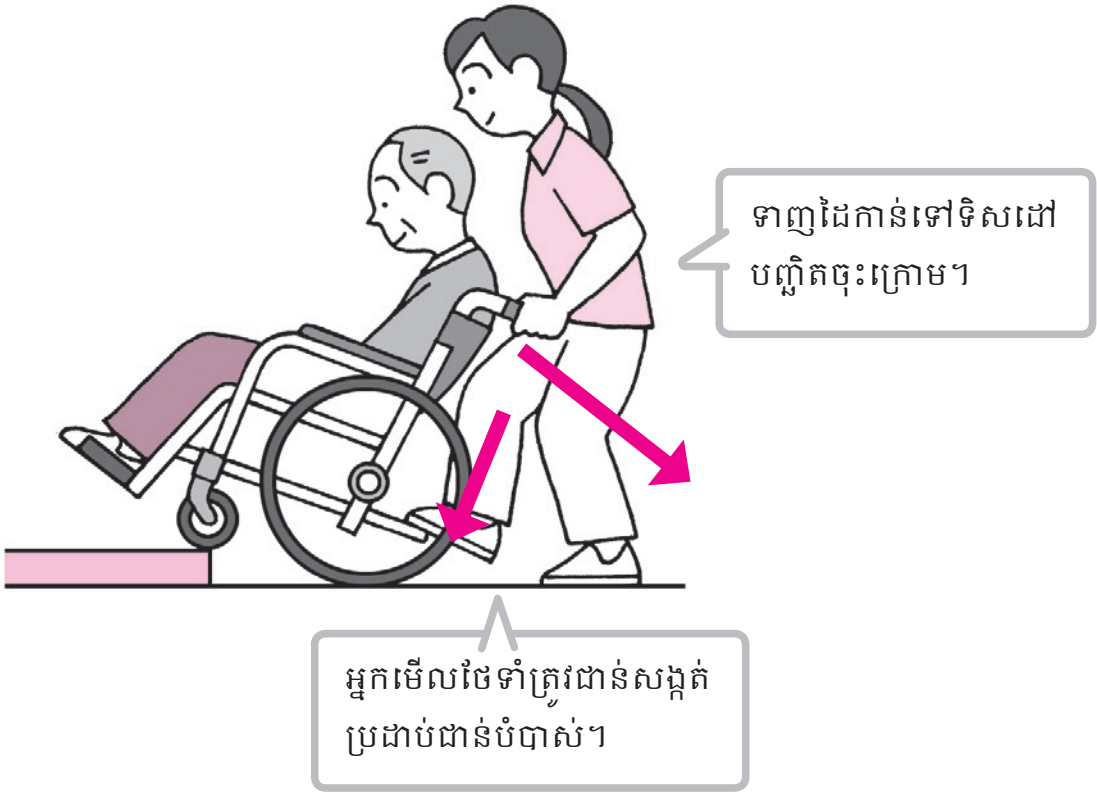 ទាញដៃកាន់ទៅទិសដៅ
បញ្ឆិតចុះក្រោម។
អ្នកមើលថែទាំត្រូវជាន់សង្កត់
ប្រដាប់ជាន់បំបាស់។